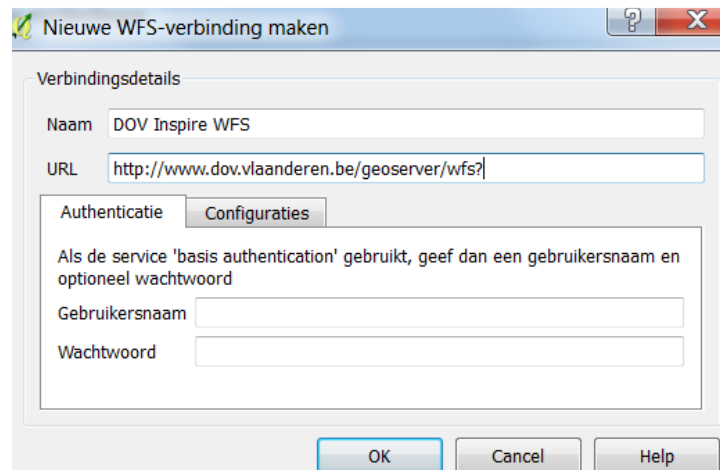 Nieuwe WFS-verbinding maken
Verbindingsdetails
Naam DOV Inspire WFS
URL http://www.dov.vlaanderen.be/geoserver/wfs?
Authenticatie Configuraties
Als de service 'basis authentication' gebruikt, geef dan een gebruikersnaam en
optioneel wachtwoord
Gebruikersnaam
Wachtwoord
OK Cancel Help